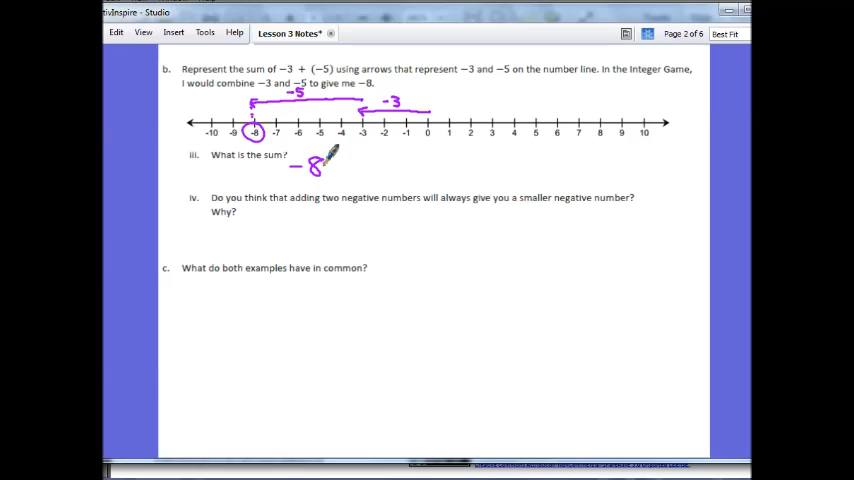 ctivInspire - Studio
Edit View Insert Tools Help Lesson 3 Notes* Page 2 of 6 Best Fit
b. Represent the sum of −3 + (−5) using arrows that represent −3 and −5 on the number line. In the Integer Game,
I would combine −3 and −5 to give me −8.
-5
-3
-10 -9 -8 -7 -6 -5 -4 -3 -2 -1 0 1 2 3 4 5 6 7 8 9 10
iii. What is the sum?
-8
iv. Do you think that adding two negative numbers will always give you a smaller negative number?
Why?
c. What do both examples have in common?